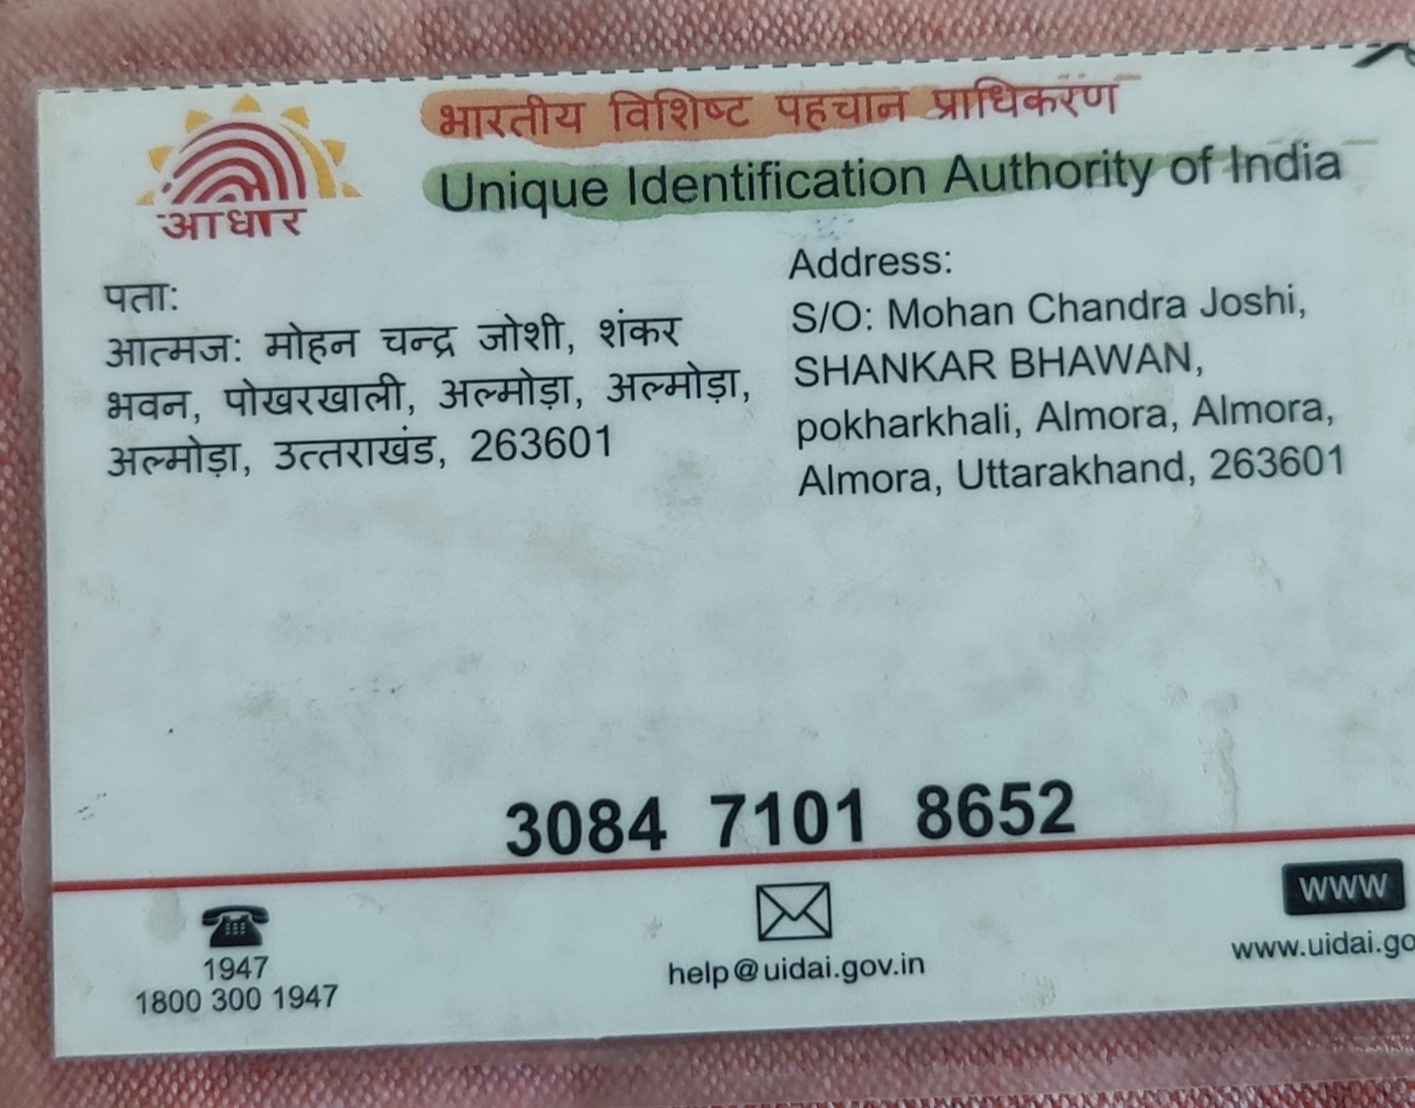 भारतीय विशिष्ट पहचान प्राधिकरण
Unique Identification Authority of India
आधार
पता:
आत्मज: मोहन चन्द्र जोशी, शंकर
भवन, पोखरखाली, अल्मोड़ा, अल्मोड़ा,
अल्मोड़ा, उत्तराखंड, 263601
Address:
S/O: Mohan Chandra Joshi,
SHANKAR BHAWAN,
pokharkhali, Almora, Almora,
Almora, Uttarakhand, 263601
3084 7101 8652
1947
1800 300 1947
help@uidai.gov.in
www
www.uidai.go